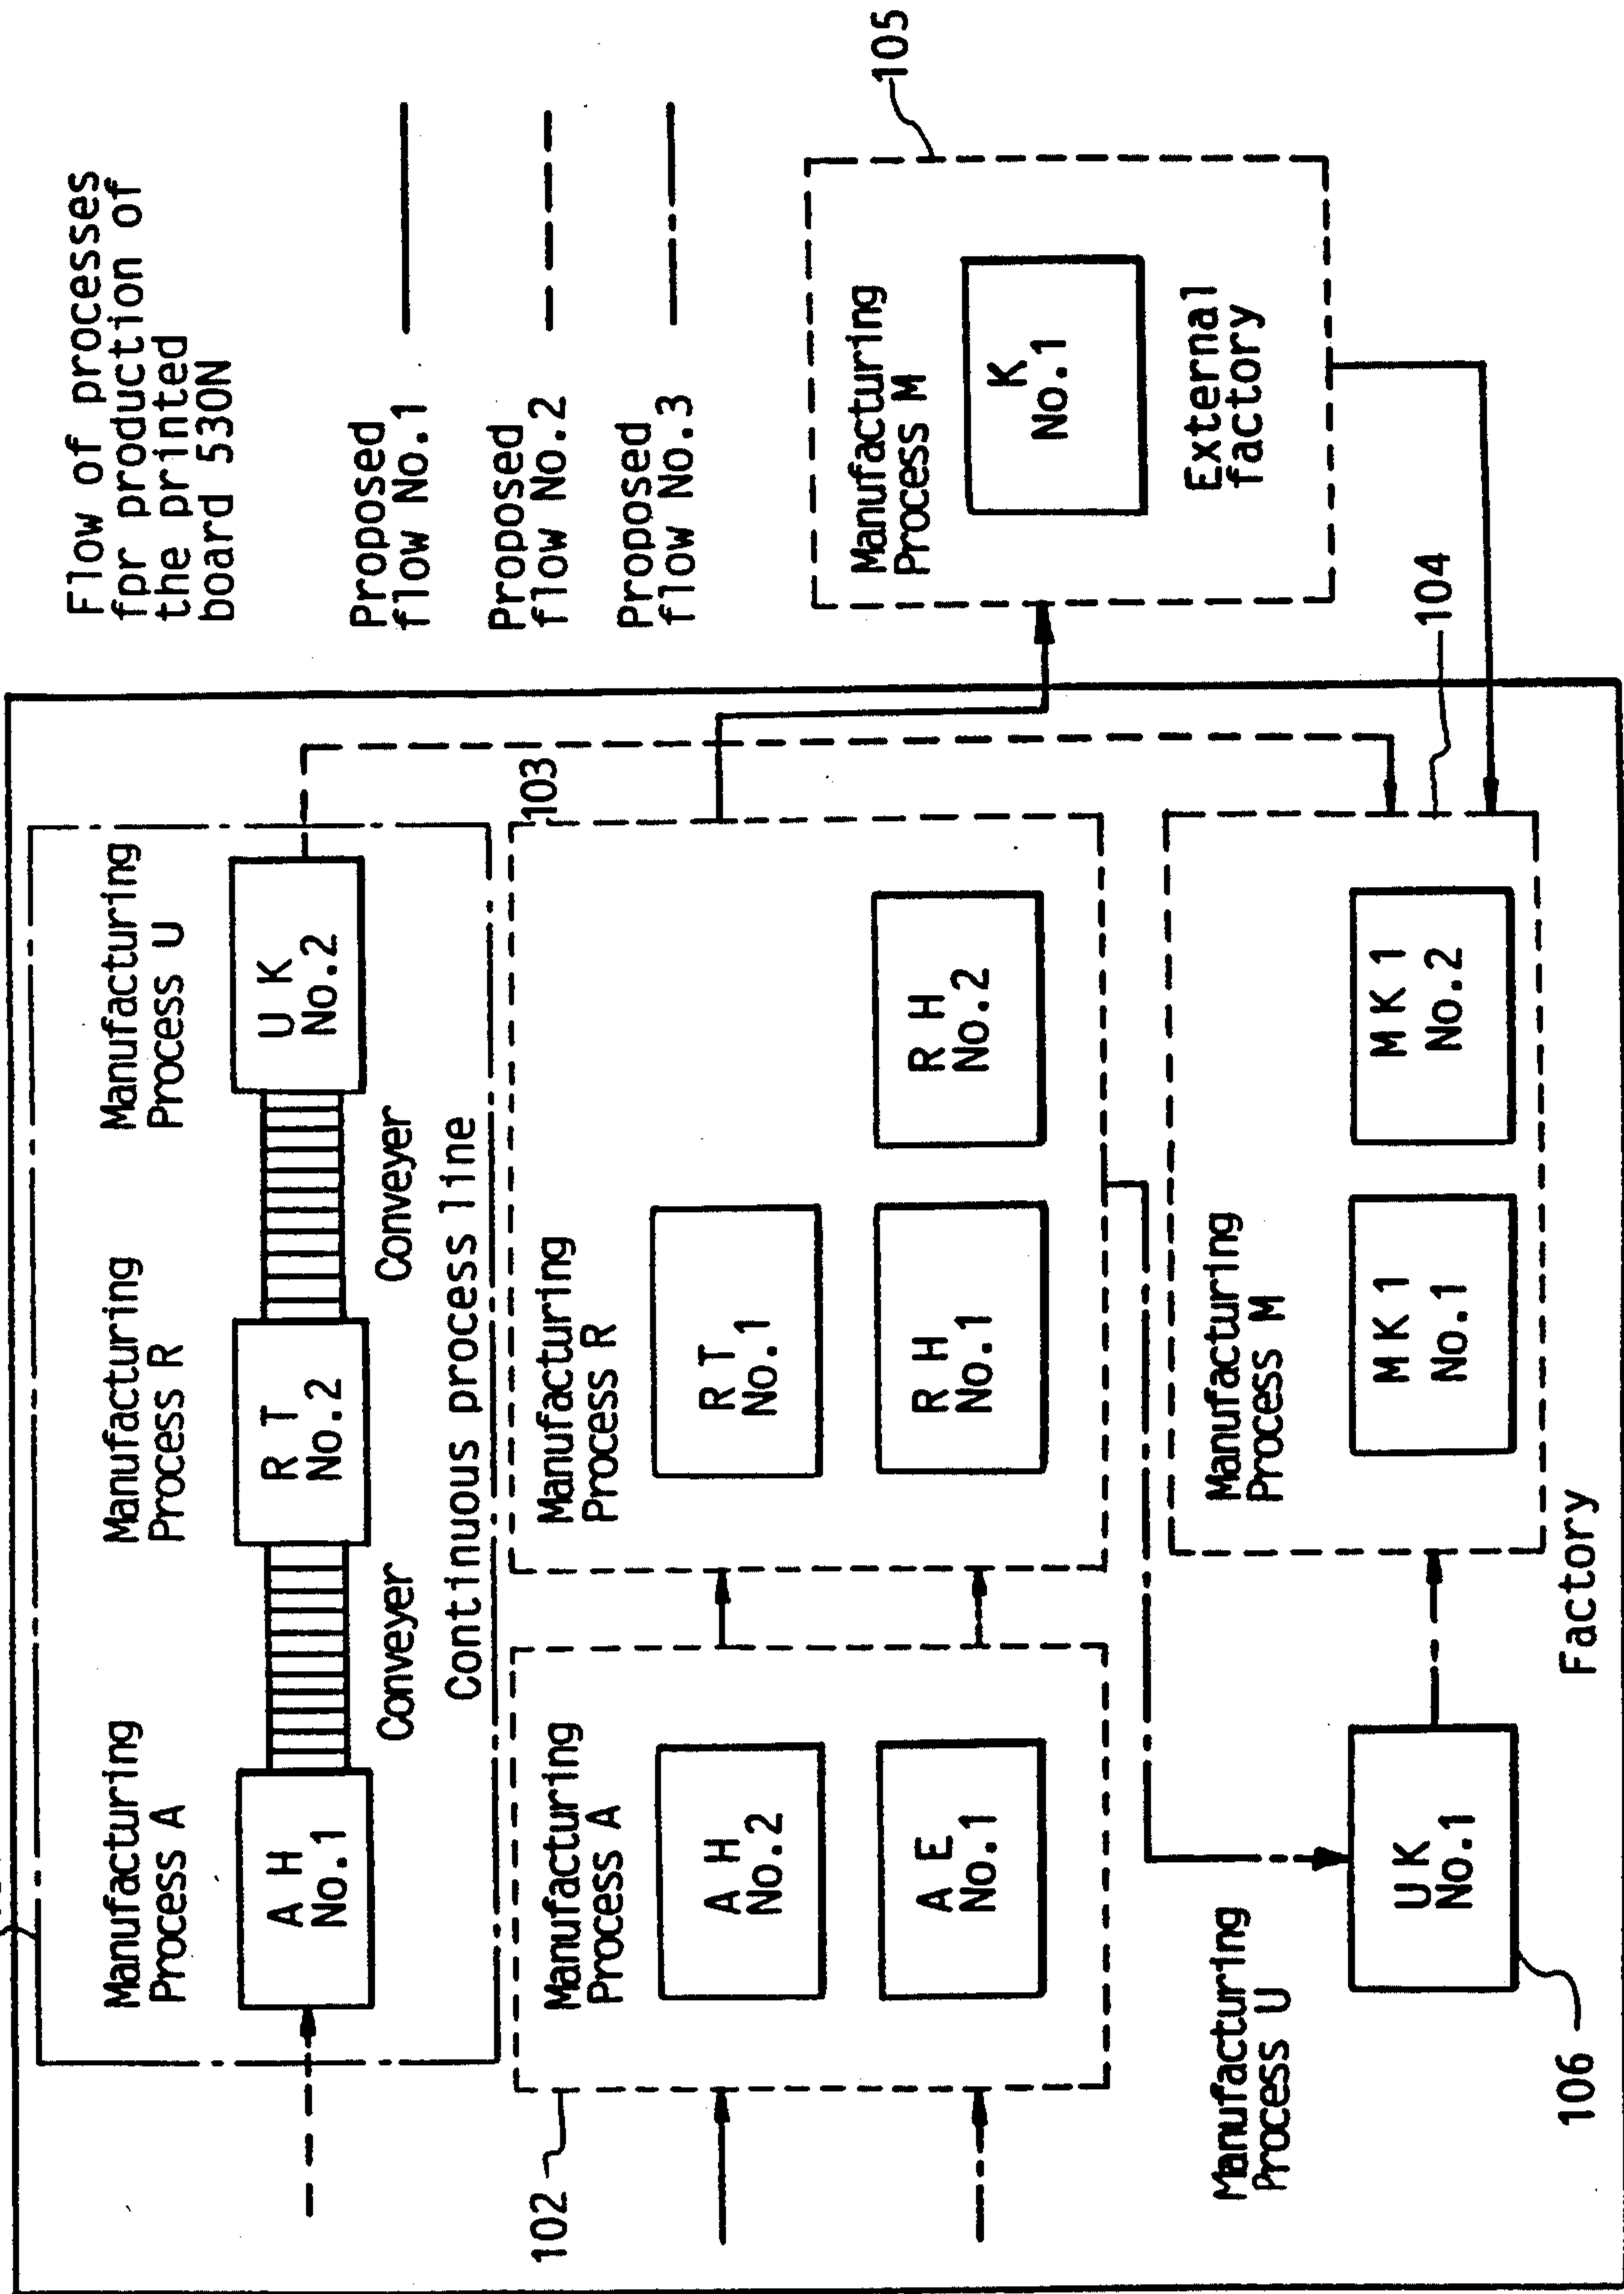 Flow of processes
fpr production of
the printed
board 530N
Proposed
flow No.1
Proposed
flow No.2
Proposed
flow No.3
Manufacturing
Process A
Manufacturing
Process R
Manufacturing
Process U
A H
No.1
R T
No.2
U K
No.2
Conveyer
Conveyer
Continuous process line
102
Manufacturing
Process A
A H
No.2
A E
No.1
103
Manufacturing
Process R
R T
No.1
R H
No.1
R H
No.2
105
Manufacturing
Process M
K
No.1
External
factory
Manufacturing
Process U
U K
No.1
106
104
Manufacturing
Process M
M K 1
No.1
M K 1
No.2
Factory